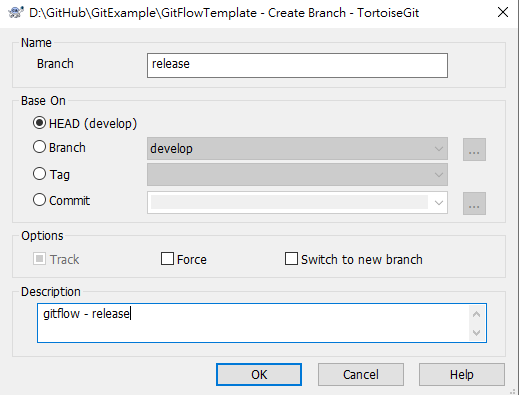 D:\GitHub\GitExample\GitFlowTemplate - Create Branch - TortoiseGit
Name
Branch release
Base On
HEAD (develop)
Branch develop ...
Tag
Commit ...
Options
Track Force Switch to new branch
Description
gitflow - release
OK Cancel Help